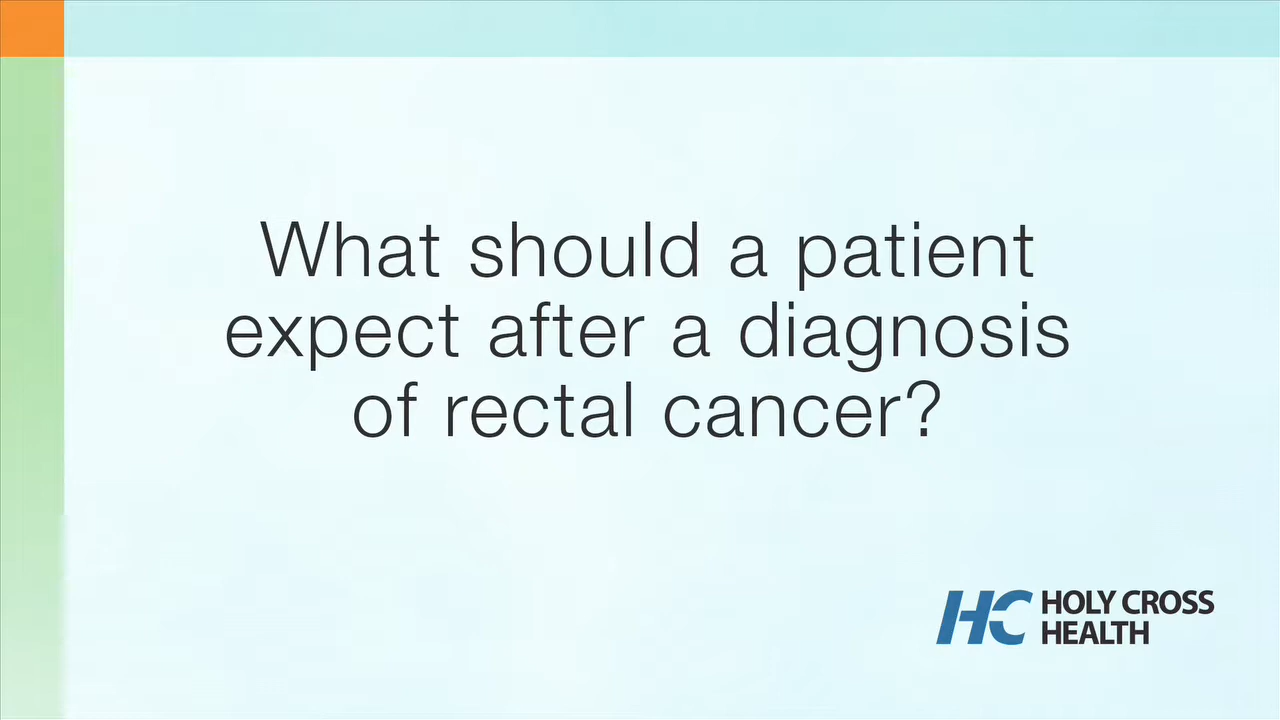 What should a patient
expect after a diagnosis
of rectal cancer?
HC HOLY CROSS
HEALTH